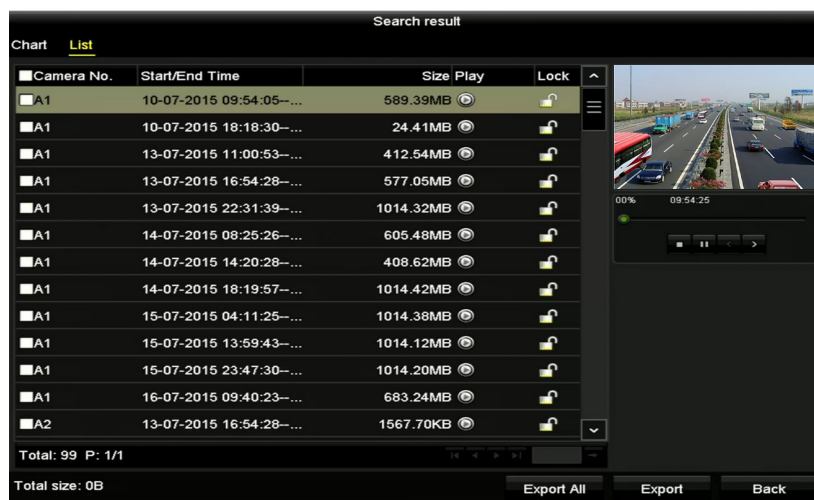 Search result
Chart List
Camera No. Start/End Time Size Play Lock
A1 10-07-2015 09:54:05--... 589.39MB
A1 10-07-2015 18:18:30--... 24.41MB
A1 13-07-2015 11:00:53--... 412.54MB
A1 13-07-2015 16:54:28--... 577.05MB
A1 13-07-2015 22:31:39--... 1014.32MB
A1 14-07-2015 08:25:26--... 605.48MB
A1 14-07-2015 14:20:28--... 408.62MB
A1 14-07-2015 18:19:57--... 1014.42MB
A1 15-07-2015 04:11:25--... 1014.38MB
A1 15-07-2015 13:59:43--... 1014.12MB
A1 15-07-2015 23:47:30--... 1014.20MB
A1 16-07-2015 09:40:23--... 683.24MB
A2 13-07-2015 16:54:28--... 1567.70KB
00% 09:54:25
Total: 99 P: 1/1
Total size: 0B
Export All Export Back